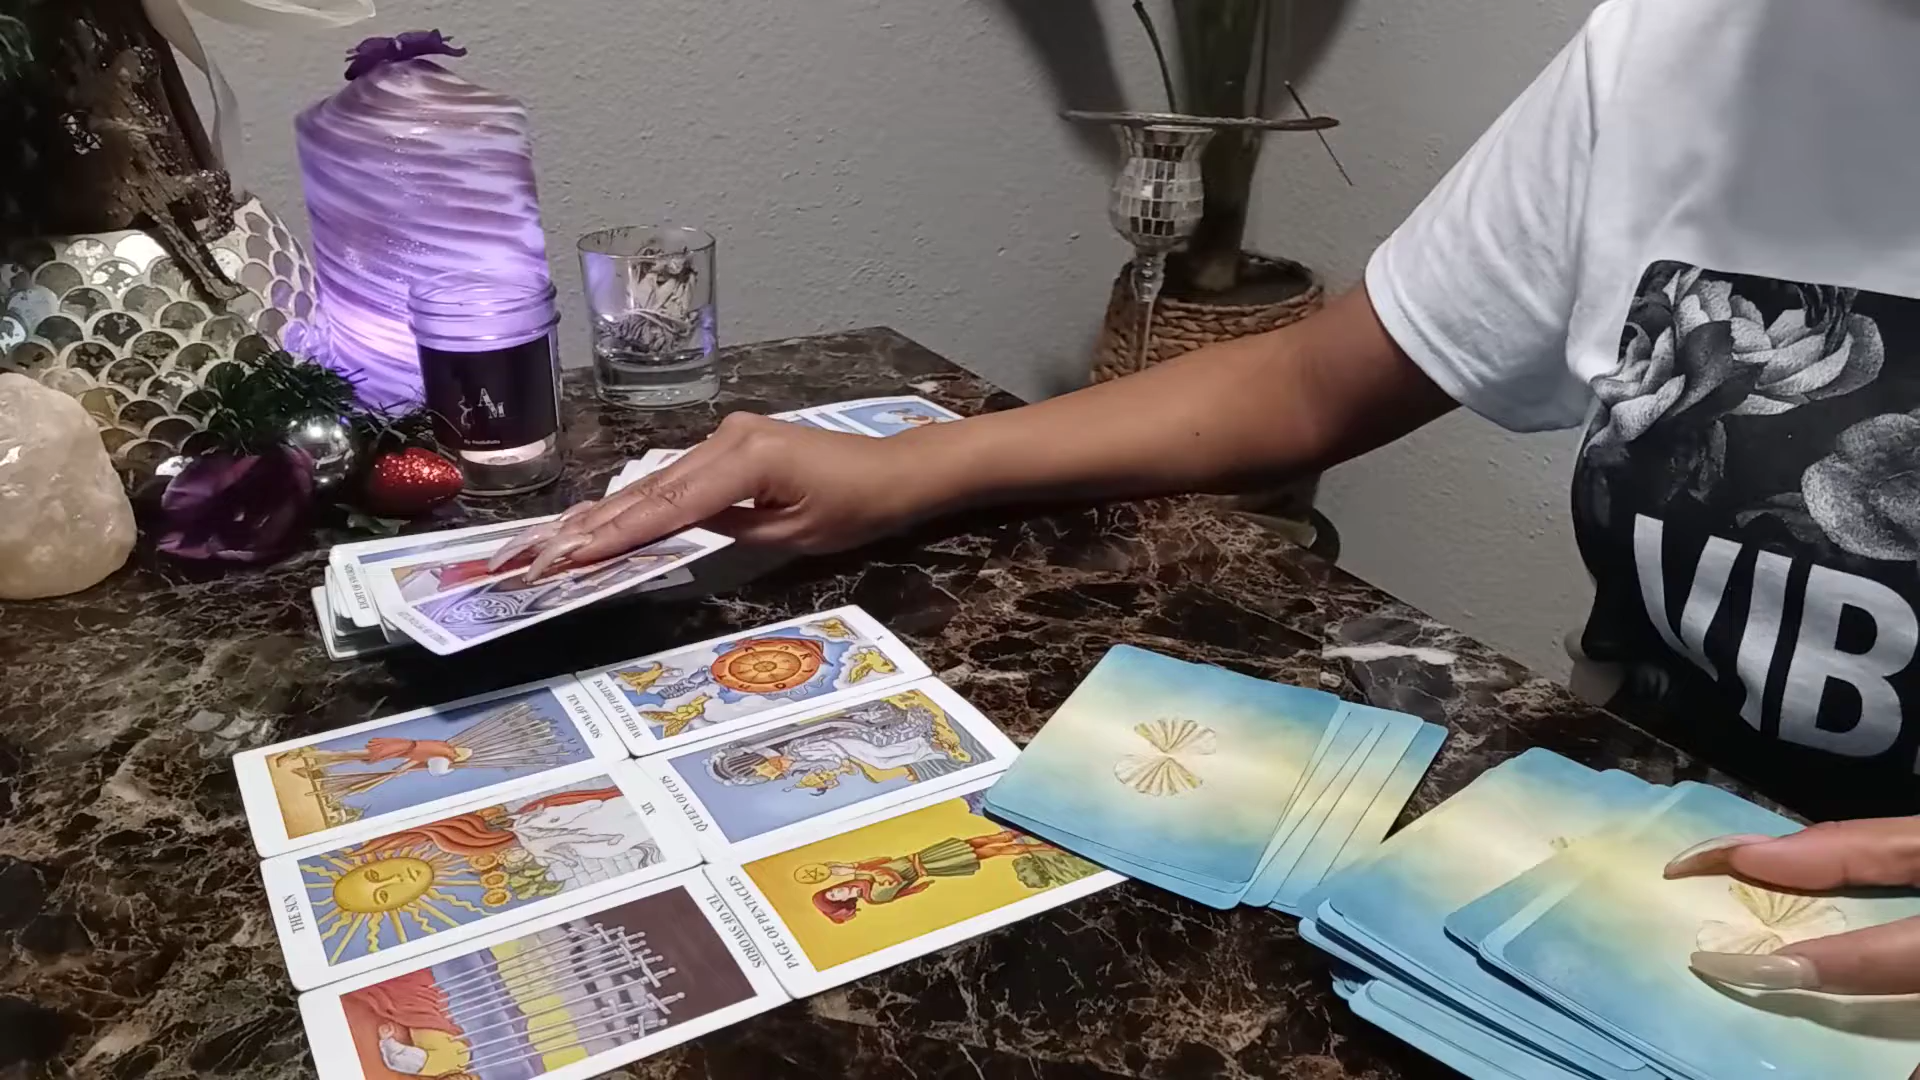 AM
EIGHT OF SWORDS
X
WHEEL OF FORTUNE
TEN OF WANDS
QUEEN OF CUPS
THE SUN
PAGE OF PENTACLES
TEN OF SWORDS
VIB